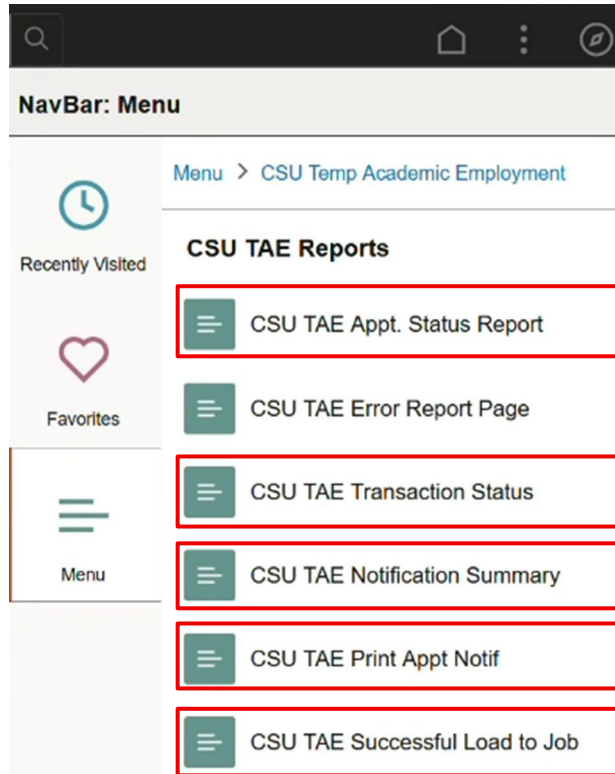 NavBar: Menu
Menu > CSU Temp Academic Employment
Recently Visited
CSU TAE Reports
CSU TAE Appt. Status Report
Favorites
CSU TAE Error Report Page
CSU TAE Transaction Status
Menu
CSU TAE Notification Summary
CSU TAE Print Appt Notif
CSU TAE Successful Load to Job